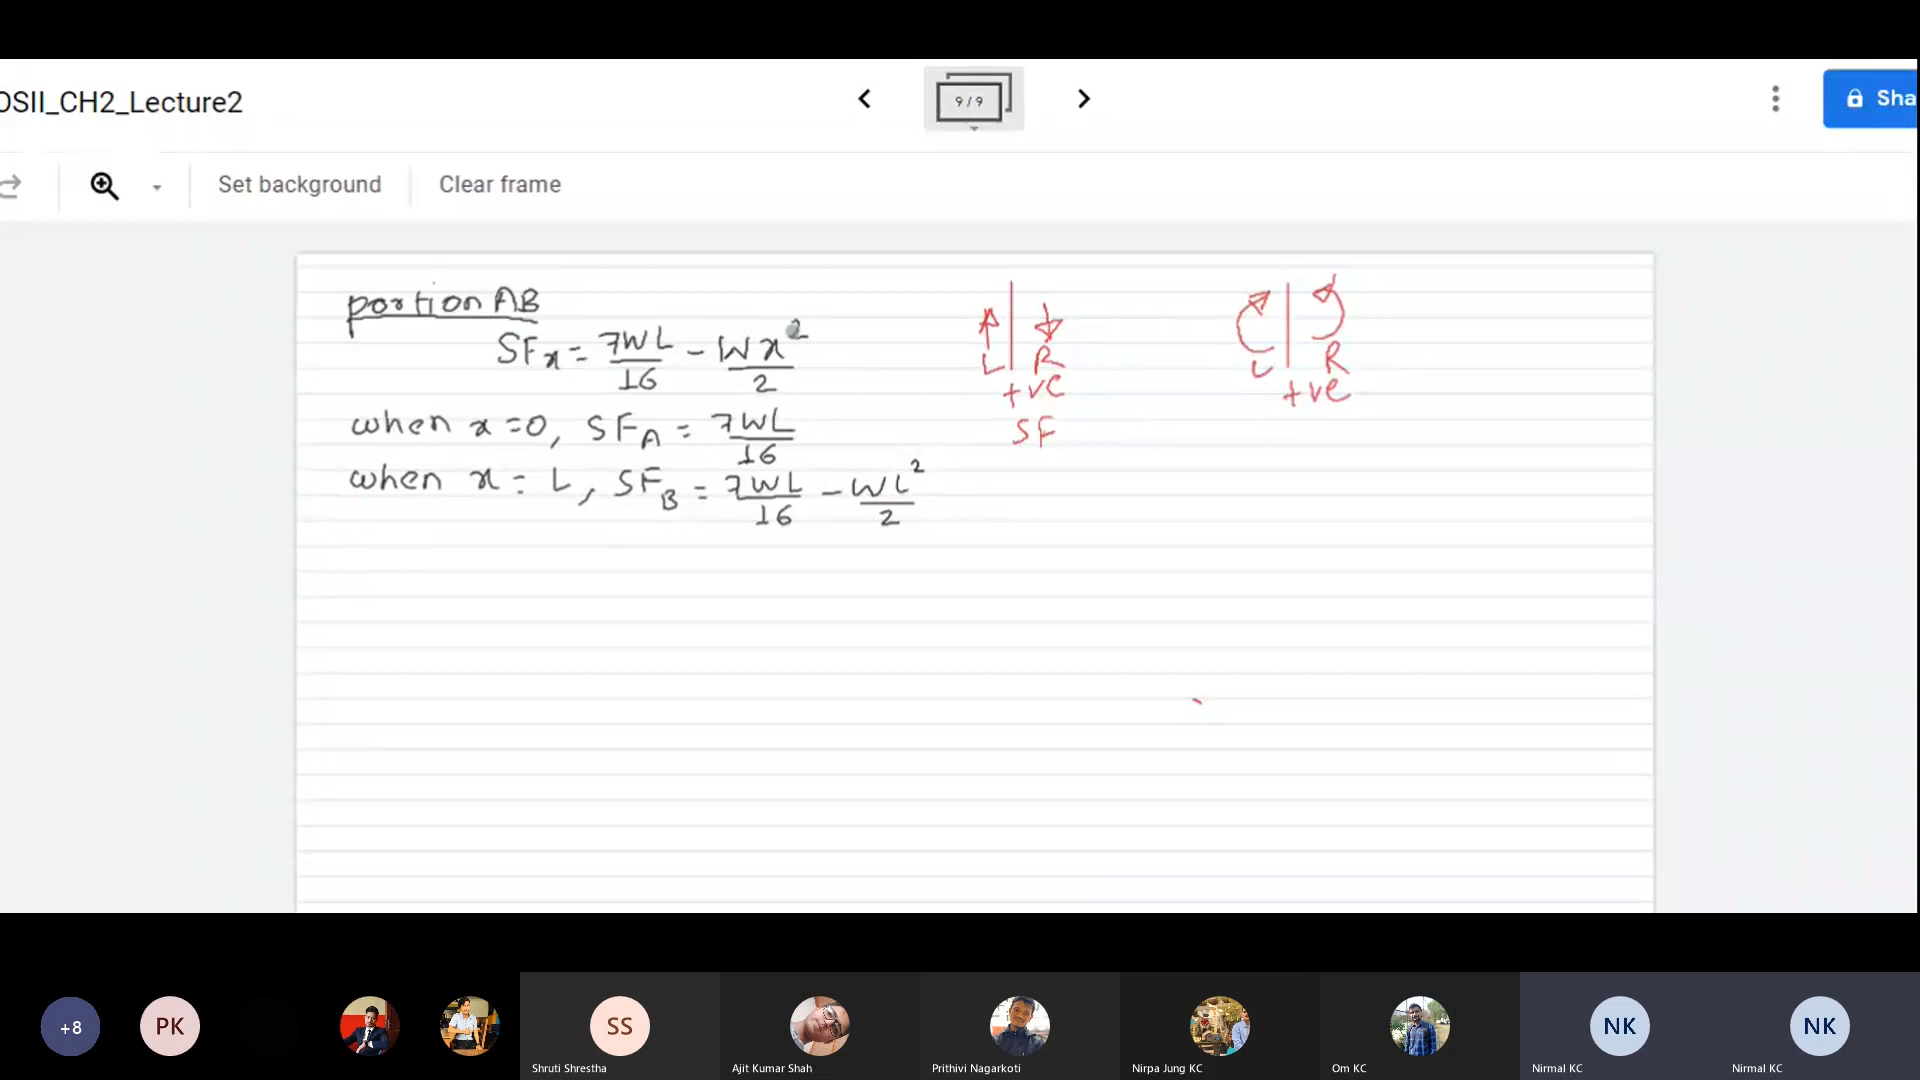 OSII_CH2_Lecture2
9/9
Sha
Set background
Clear frame
portion AB
SFx = 7WL/16 - Wx²/2
when x=0, SFA = 7WL/16
when x = L, SFB = 7WL/16 - WL²/2
L R
+ve
SF
L R
+ve
+8
PK
SS
NK
NK
Shruti Shrestha
Ajit Kumar Shah
Prithivi Nagarkoti
Nirpa Jung KC
Om KC
Nirmal KC
Nirmal KC